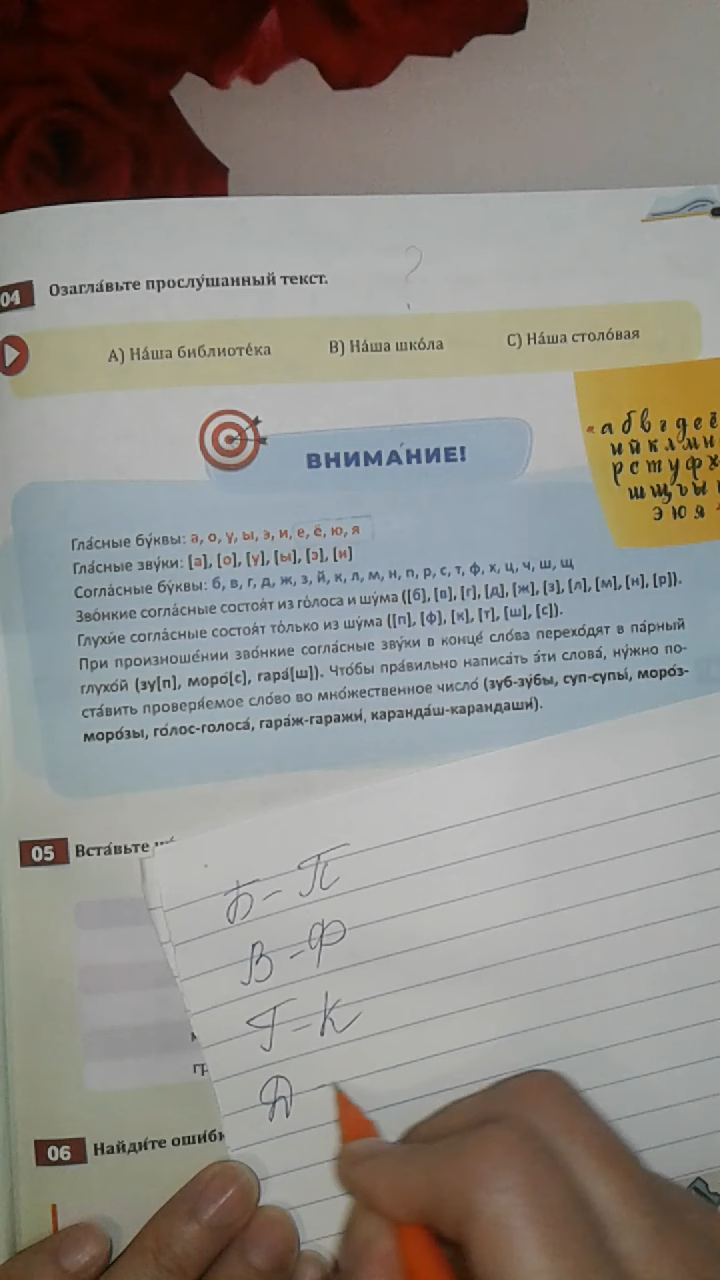 04 Озагла́вьте прослу́шанный текст.
?
A) На́ша библиоте́ка B) На́ша шко́ла C) На́ша столо́вая
а б в г д е ё
и й к л м н
р с т у ф х
ш щ ъ ы
э ю я
ВНИМА́НИЕ!
Гла́сные бу́квы: а, о, у, ы, э, и, е, ё, ю, я
Гла́сные зву́ки: [а], [о], [у], [ы], [э], [и]
Согла́сные бу́квы: б, в, г, д, ж, з, й, к, л, м, н, п, р, с, т, ф, х, ц, ч, ш, щ
Зво́нкие согла́сные состоя́т из го́лоса и шу́ма ([б], [в], [г], [д], [ж], [з], [л], [м], [н], [р]).
Глухи́е согла́сные состоя́т то́лько из шу́ма ([п], [ф], [к], [т], [ш], [с]).
При произноше́нии зво́нкие согла́сные зву́ки в конце́ сло́ва перехо́дят в па́рный
глухо́й (зу[п], моро́[с], гара́[ш]). Что́бы пра́вильно написа́ть э́ти слова́, ну́жно по-
ста́вить проверя́емое сло́во во мно́жественное число́ (зуб-зу́бы, суп-супы́, моро́з-
моро́зы, го́лос-голоса́, гара́ж-гаражи́, каранда́ш-карандаши́).
05 Вста́вьте
Б – П
В – Ф
Г – К
Д –
гр
06 Найди́те оши́б